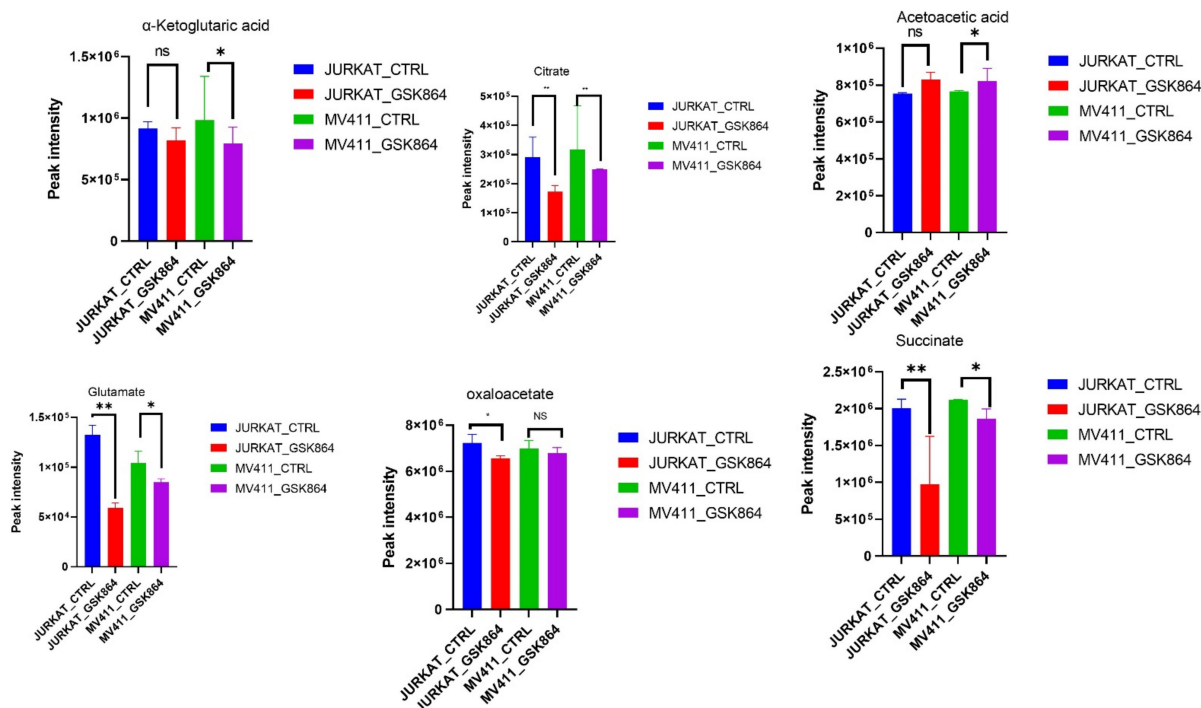 α-Ketoglutaric acid
Peak intensity
1.5×10⁶
1×10⁶
5×10⁵
0
ns
*
JURKAT_CTRL
JURKAT_GSK864
MV411_CTRL
MV411_GSK864
JURKAT_CTRL
JURKAT_GSK864
MV411_CTRL
MV411_GSK864
Citrate
Peak intensity
5×10⁵
4×10⁵
3×10⁵
2×10⁵
1×10⁵
0
**
**
JURKAT_CTRL
JURKAT_GSK864
MV411_CTRL
MV411_GSK864
JURKAT_CTRL
JURKAT_GSK864
MV411_CTRL
MV411_GSK864
Acetoacetic acid
Peak intensity
1×10⁶
8×10⁵
6×10⁵
4×10⁵
2×10⁵
0
ns
*
JURKAT_CTRL
JURKAT_GSK864
MV411_CTRL
MV411_GSK864
JURKAT_CTRL
JURKAT_GSK864
MV411_CTRL
MV411_GSK864
Glutamate
Peak intensity
1.5×10⁵
1×10⁵
5×10⁴
0
**
*
JURKAT_CTRL
JURKAT_GSK864
MV411_CTRL
MV411_GSK864
JURKAT_CTRL
JURKAT_GSK864
MV411_CTRL
MV411_GSK864
oxaloacetate
Peak intensity
8×10⁶
6×10⁶
4×10⁶
2×10⁶
0
*
NS
JURKAT_CTRL
JURKAT_GSK864
MV411_CTRL
MV411_GSK864
JURKAT_CTRL
JURKAT_GSK864
MV411_CTRL
MV411_GSK864
Succinate
Peak intensity
2.5×10⁶
2×10⁶
1.5×10⁶
1×10⁶
5×10⁵
0
**
*
JURKAT_CTRL
JURKAT_GSK864
MV411_CTRL
MV411_GSK864
JURKAT_CTRL
JURKAT_GSK864
MV411_CTRL
MV411_GSK864